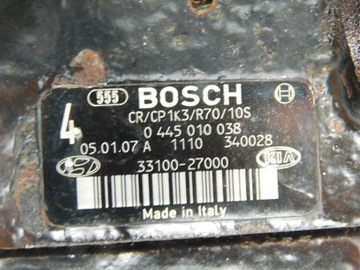 555 BOSCH
4
CR/CP1K3/R70/10S
0 445 010 038
05.01.07 A 1110 340028
33100-27000 KIA
Made in Italy